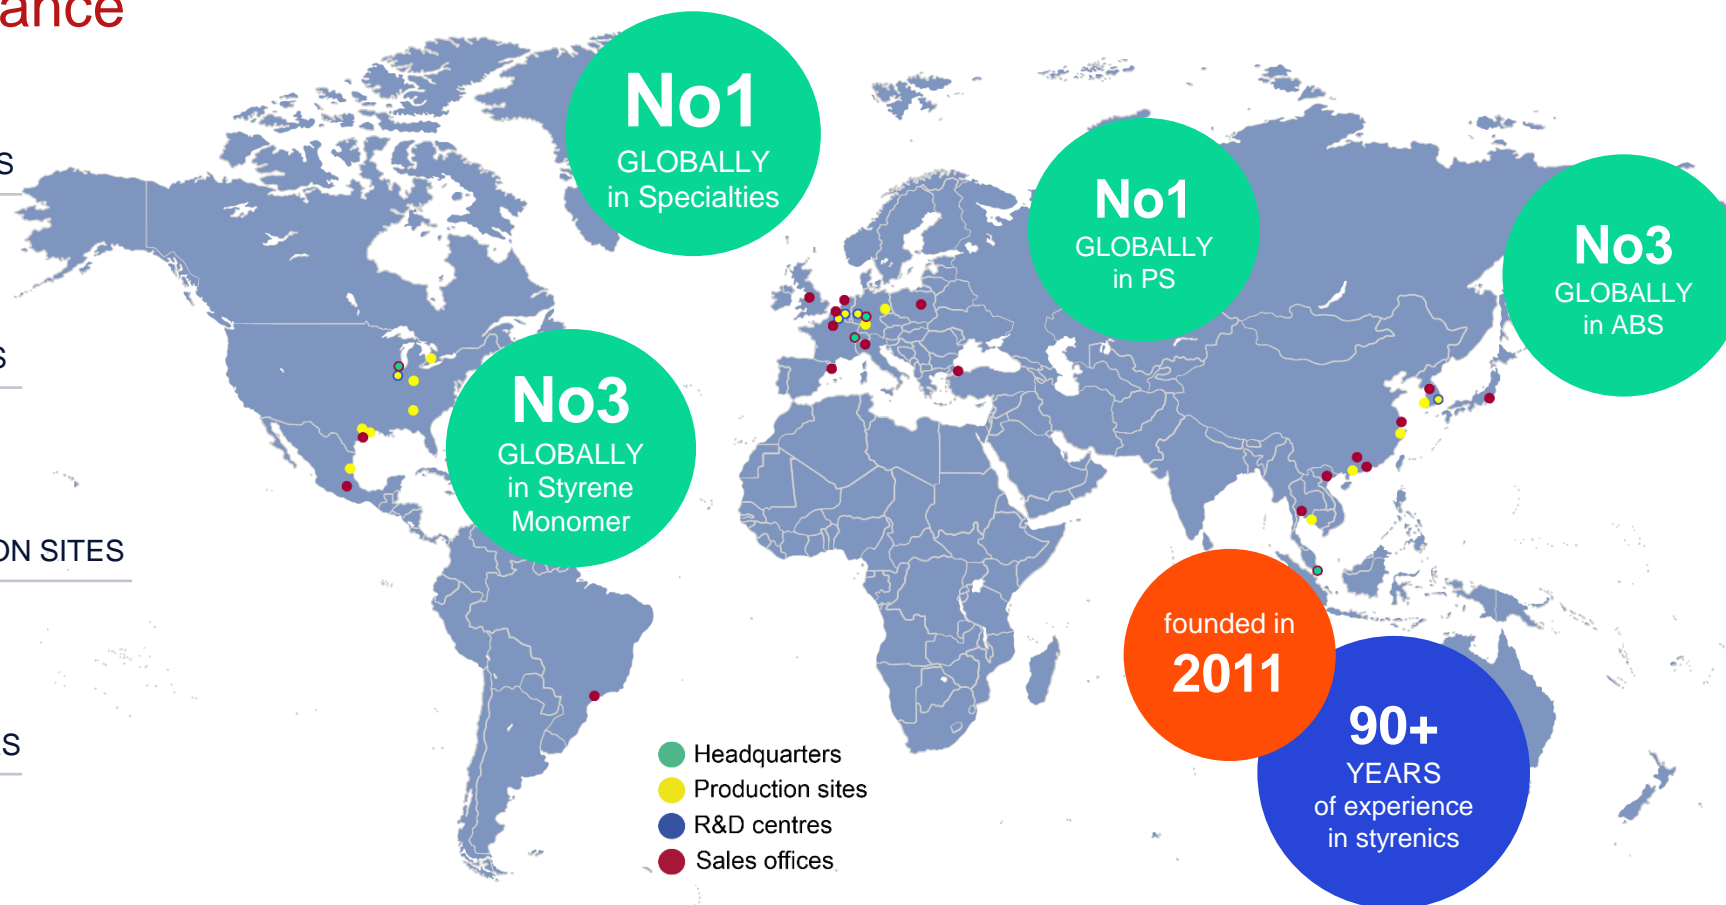 ance
S
S
ON SITES
S
No1
GLOBALLY
in Specialties
No1
GLOBALLY
in PS
No3
GLOBALLY
in ABS
No3
GLOBALLY
in Styrene
Monomer
founded in
2011
90+
YEARS
of experience
in styrenics
Headquarters
Production sites
R&D centres
Sales offices